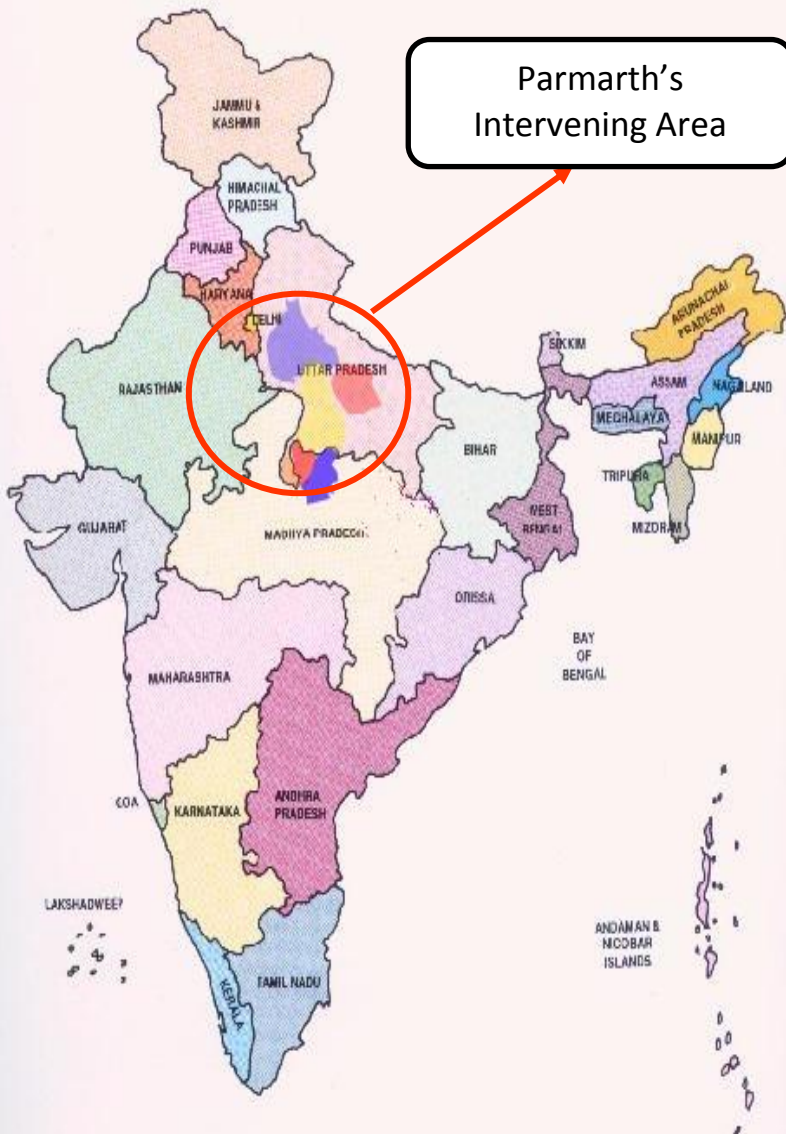 Parmarth's
Intervening Area
JAMMU &
KASHMIR
HIMACHAL
PRADESH
PUNJAB
HARYANA
DELHI
UTTAR PRADESH
RAJASTHAN
ARUNACHAL
PRADESH
SIKKIM
ASSAM
NAGALAND
MEGHALAYA
MANIPUR
BIHAR
TRIPURA
WEST
BENGAL
MIZORAM
GUJARAT
MADHYA PRADESH
ORISSA
BAY
OF
BENGAL
MAHARASHTRA
GOA
KARNATAKA
ANDHRA
PRADESH
LAKSHADWEEP
ANDAMAN &
NICOBAR
ISLANDS
TAMIL NADU
KERALA